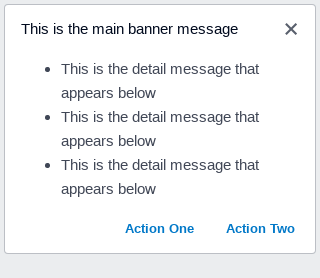 This is the main banner message
This is the detail message that
appears below
This is the detail message that
appears below
This is the detail message that
appears below
Action One Action Two